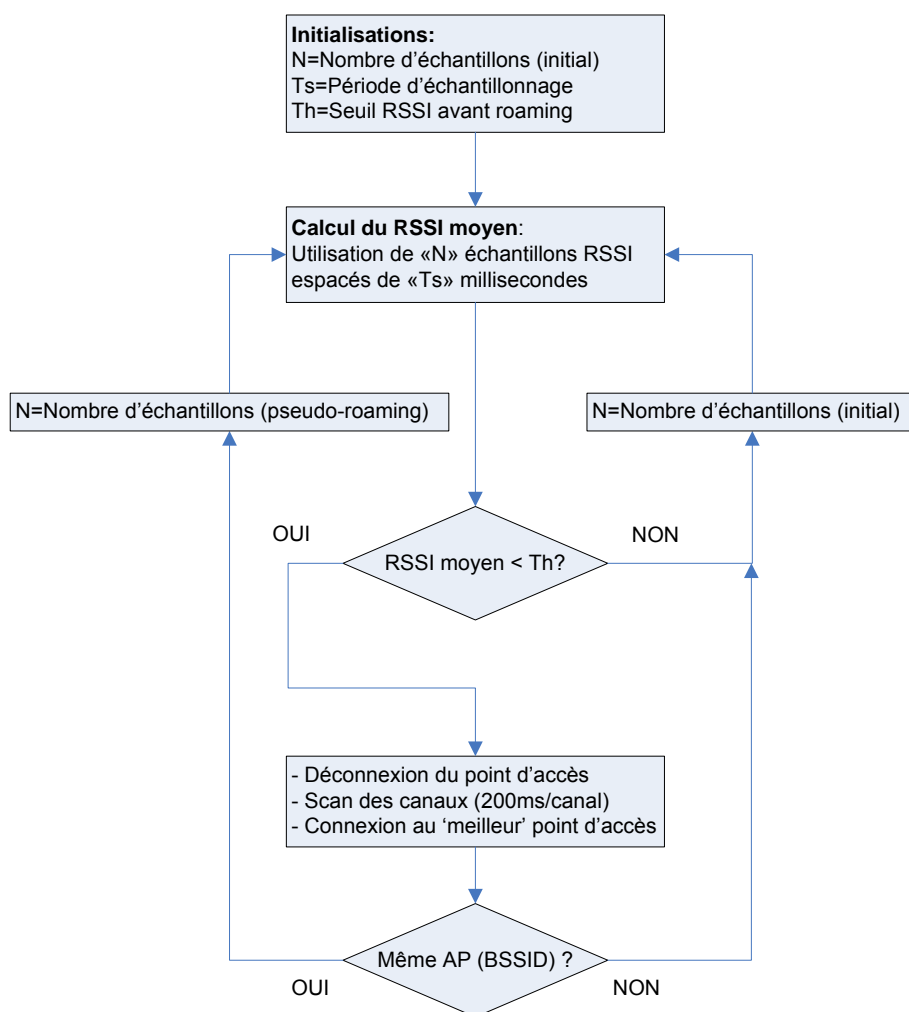 Initialisations:
N=Nombre d’échantillons (initial)
Ts=Période d’échantillonnage
Th=Seuil RSSI avant roaming
Calcul du RSSI moyen:
Utilisation de «N» échantillons RSSI
espacés de «Ts» millisecondes
N=Nombre d’échantillons (pseudo-roaming)
N=Nombre d’échantillons (initial)
OUI
NON
RSSI moyen < Th?
- Déconnexion du point d’accès
- Scan des canaux (200ms/canal)
- Connexion au ‘meilleur’ point d’accès
Même AP (BSSID) ?
OUI
NON